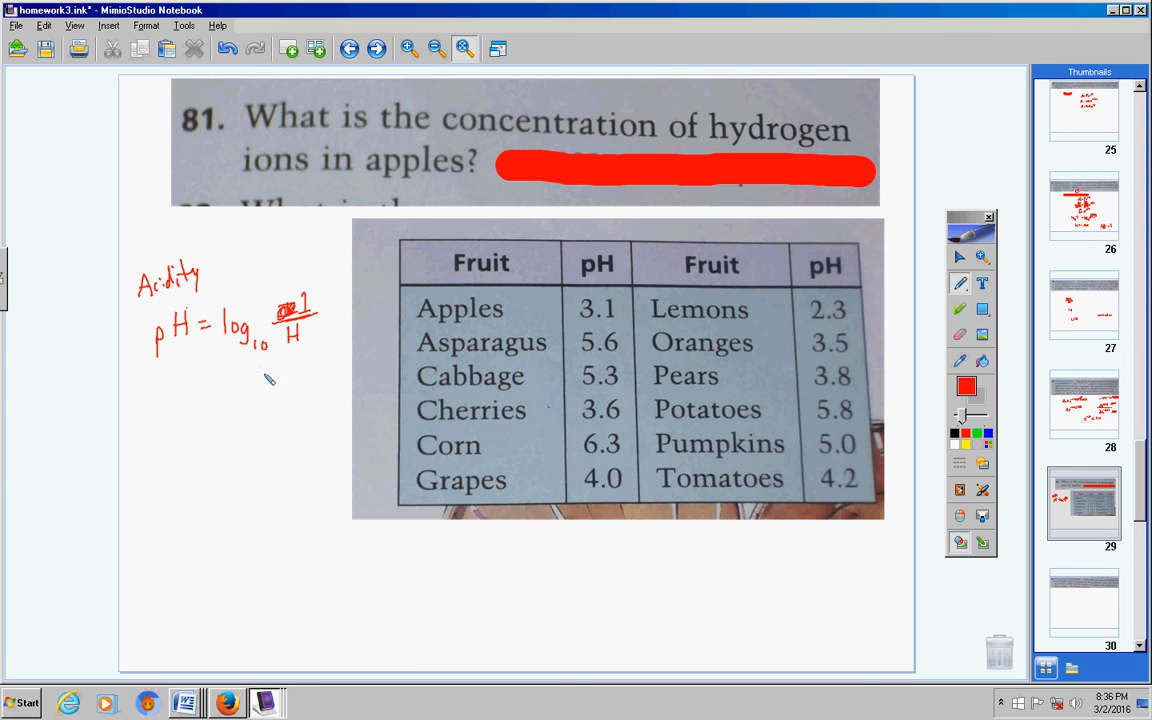 homework3.ink* - MimioStudio Notebook
File Edit View Insert Format Tools Help
Thumbnails
81. What is the concentration of hydrogen
ions in apples?
Acidity
pH = log10 1/H
Fruit pH Fruit pH
Apples 3.1 Lemons 2.3
Asparagus 5.6 Oranges 3.5
Cabbage 5.3 Pears 3.8
Cherries 3.6 Potatoes 5.8
Corn 6.3 Pumpkins 5.0
Grapes 4.0 Tomatoes 4.2
25
26
27
28
29
30
Start
8:36 PM
3/2/2016